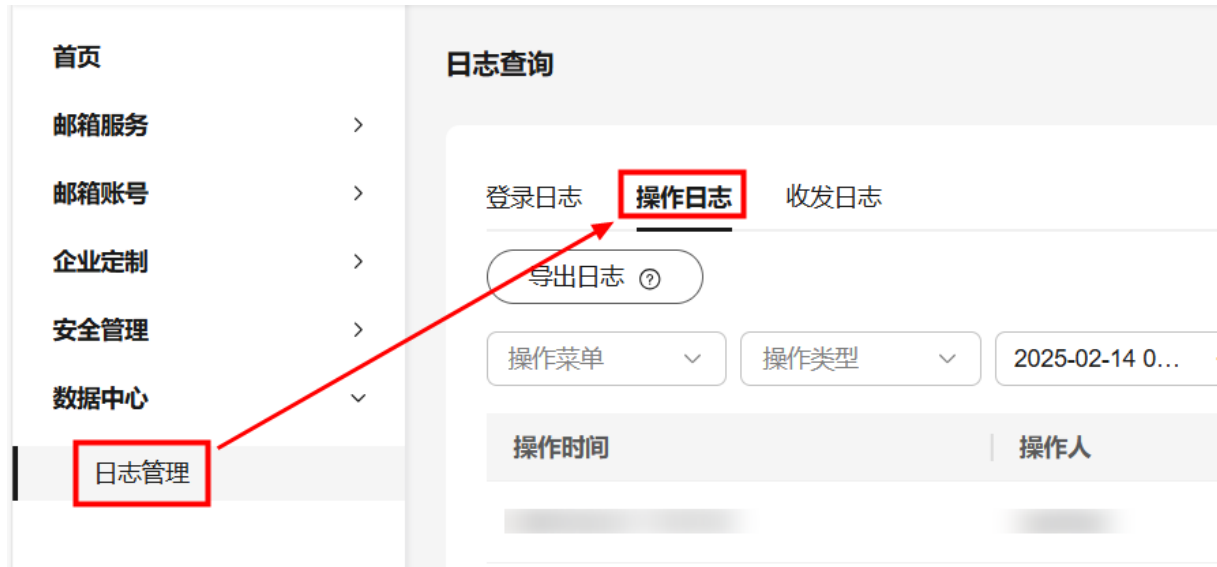 首页
邮箱服务
邮箱账号
企业定制
安全管理
数据中心
日志管理
日志查询
登录日志 操作日志 收发日志
导出日志
操作菜单 操作类型 2025-02-14 0...
操作时间 操作人